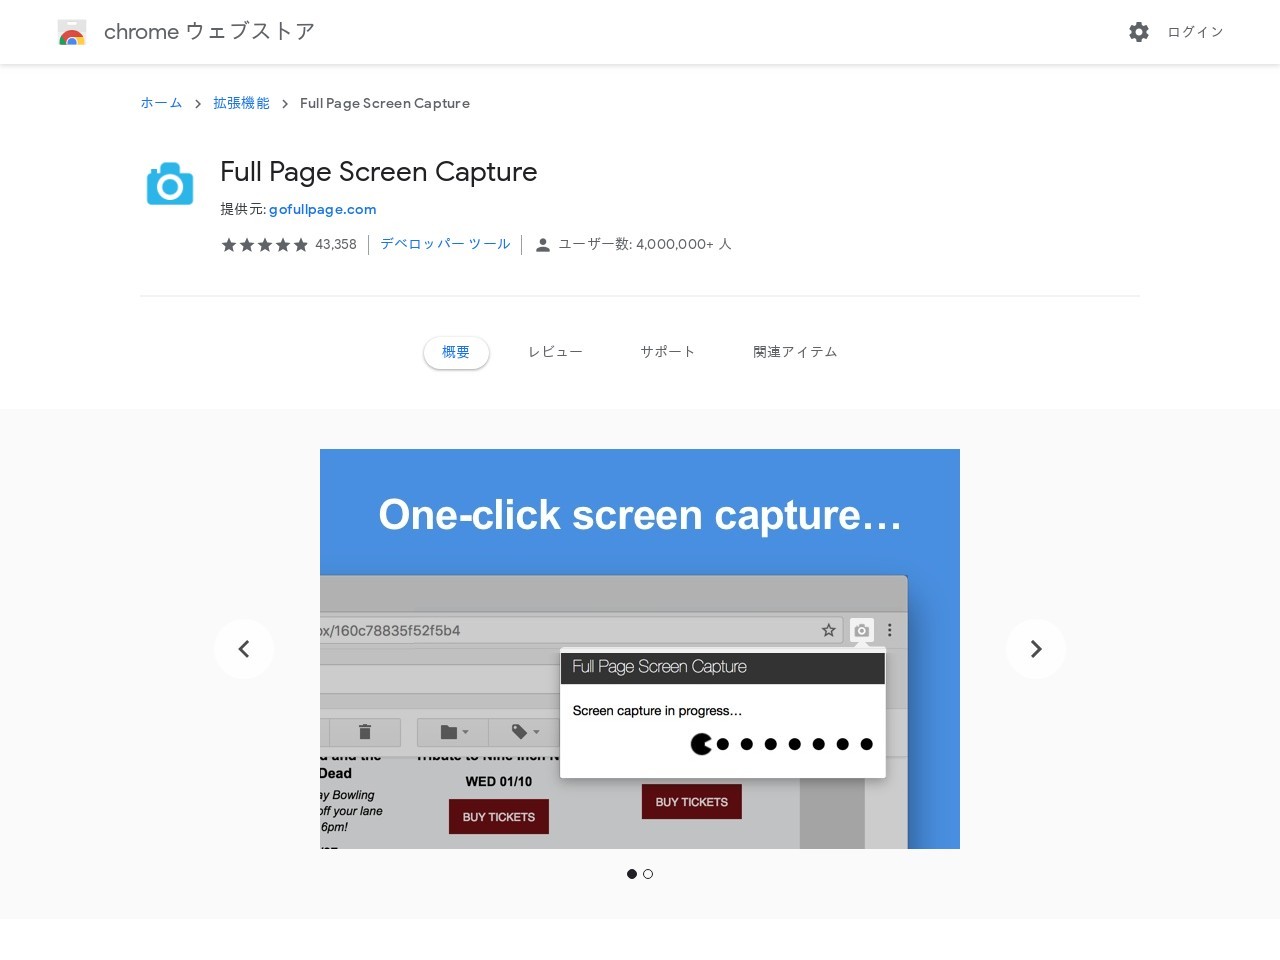 chrome ウェブストア
ログイン
ホーム 拡張機能 Full Page Screen Capture
Full Page Screen Capture
提供元: gofullpage.com
43,358 デベロッパー ツール ユーザー数: 4,000,000+ 人
概要 レビュー サポート 関連アイテム
One-click screen capture...
ox/160c78835f52f5b4
Full Page Screen Capture
Screen capture in progress...
Dead
Bowling
off your lane
6pm!
WED 01/10
BUY TICKETS
BUY TICKETS